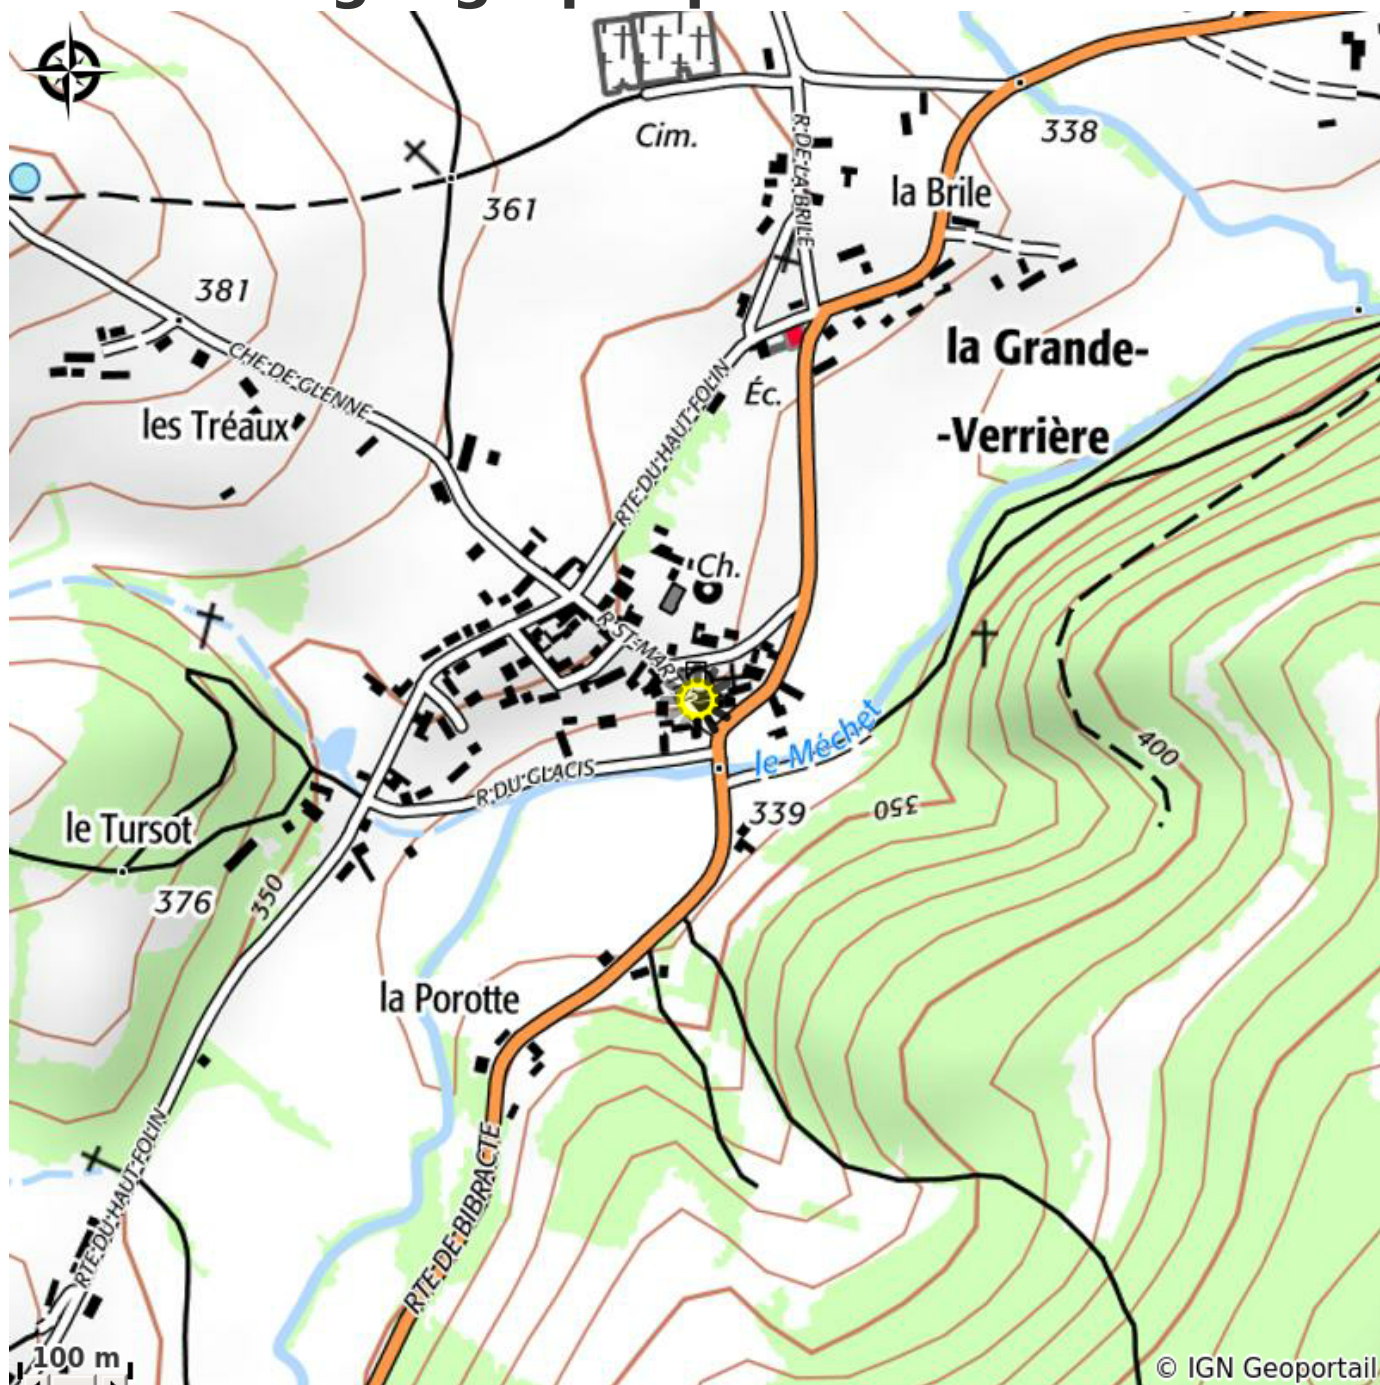 Cim.
338
R DE LA BRILE
la Brile
361
381
la Grande-
-Verrière
CHE DE GLENNE
Éc.
les Tréaux
RTE DU HAUT FOLIN
Ch.
R ST-MARTIN
le Méchet
400
R DU GLACIS
339
350
le Tursot
376
350
la Porotte
RTE DU HAUT FOLIN
RTE DE BIBRACTE
100 m
© IGN Geoportail